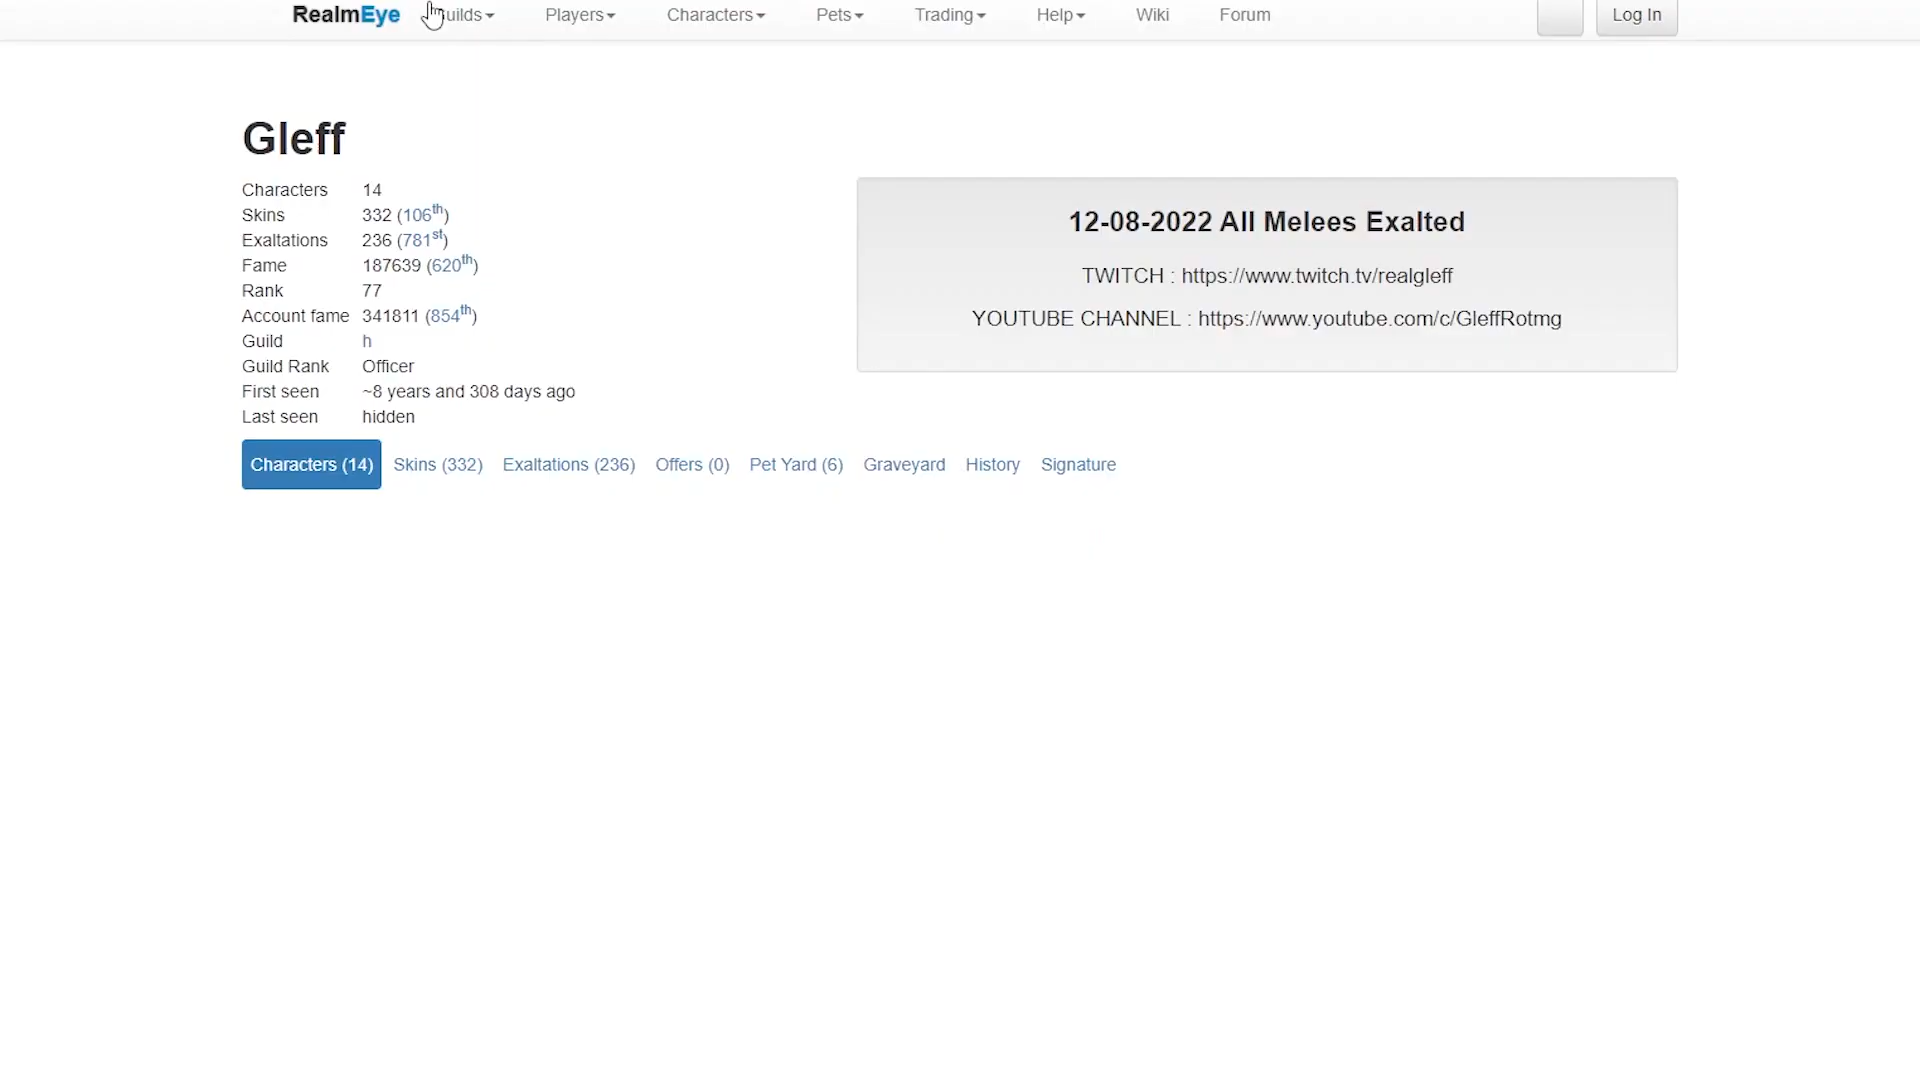 RealmEye uilds Players Characters Pets Trading Help Wiki Forum Log In
Gleff
Characters 14
Skins 332 (106th)
Exaltations 236 (781st)
Fame 187639 (620th)
Rank 77
Account fame 341811 (854th)
Guild h
Guild Rank Officer
First seen ~8 years and 308 days ago
Last seen hidden
12-08-2022 All Melees Exalted
TWITCH : https://www.twitch.tv/realgleff
YOUTUBE CHANNEL : https://www.youtube.com/c/GleffRotmg
Characters (14) Skins (332) Exaltations (236) Offers (0) Pet Yard (6) Graveyard History Signature